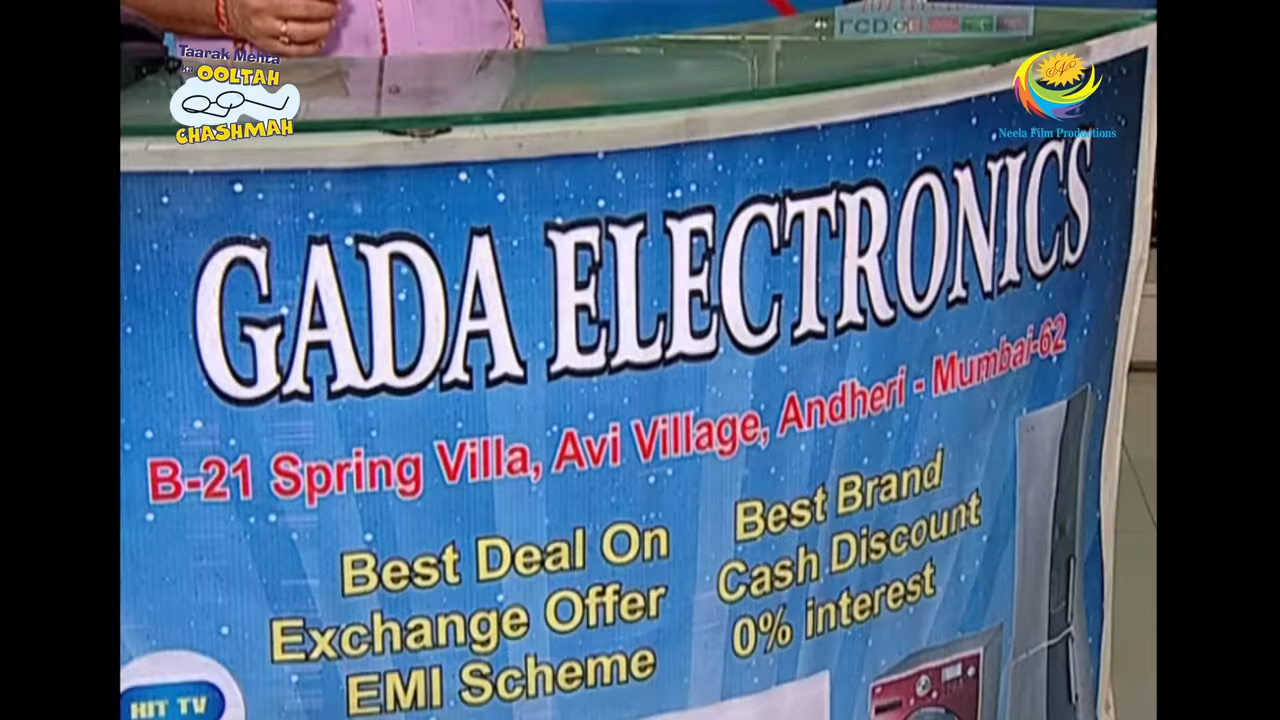 Taarak Mehta
ka OOLTAH
CHASHMAH
Neela Film Productions
GADA ELECTRONICS
B-21 Spring Villa, Avi Village, Andheri - Mumbai-62
Best Deal On
Exchange Offer
EMI Scheme
Best Brand
Cash Discount
0% interest
HIT TV